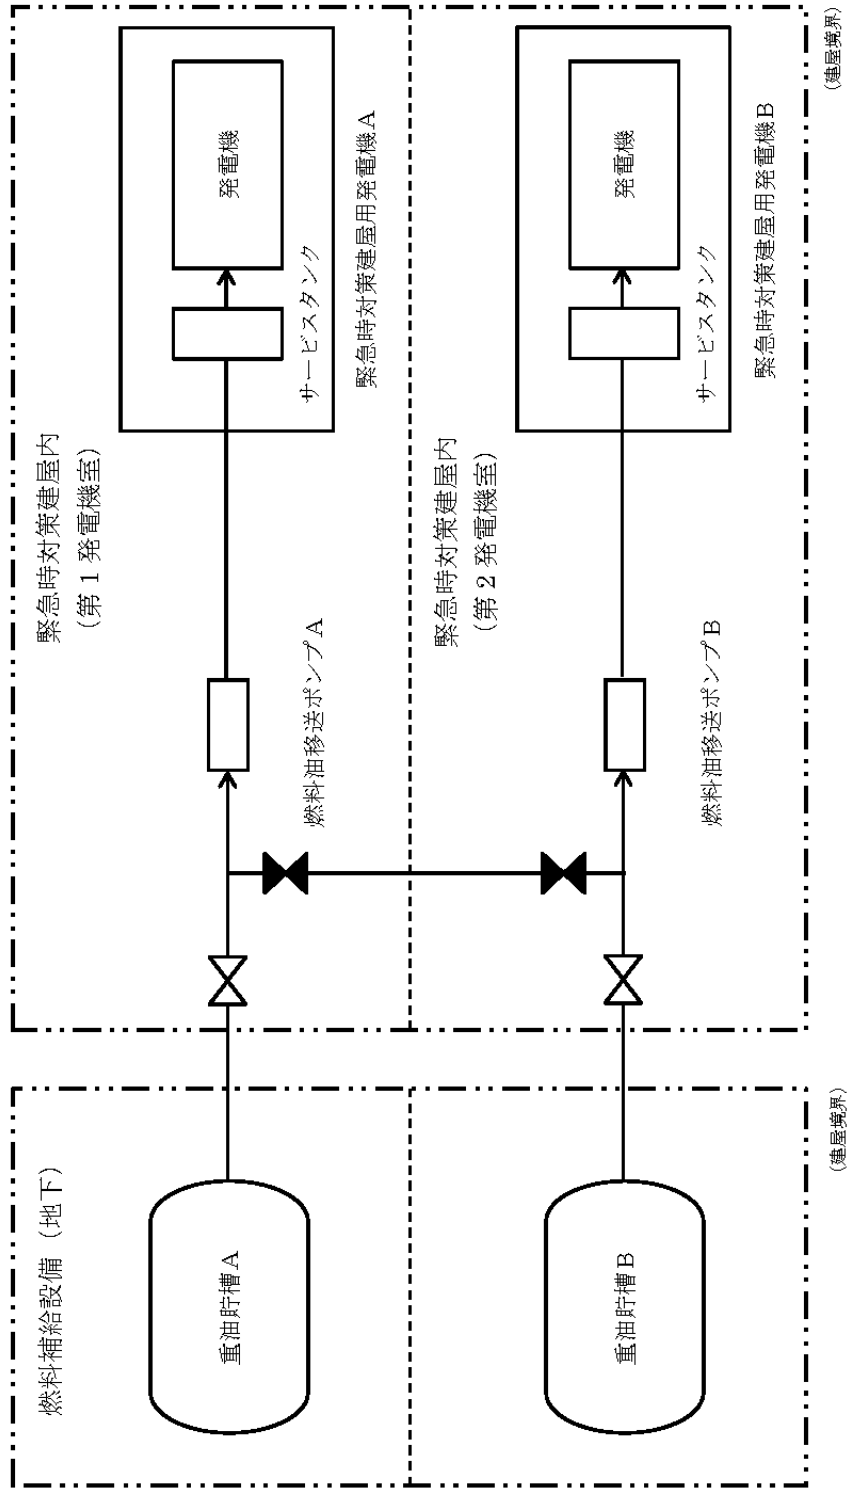 燃料補給設備(地下)
重油貯槽A
重油貯槽B
(建屋境界)
緊急時対策建屋内
(第1発電機室)
燃料油移送ポンプA
サービスタンク
発電機
緊急時対策建屋用発電機A
緊急時対策建屋内
(第2発電機室)
燃料油移送ポンプB
サービスタンク
発電機
緊急時対策建屋用発電機B
(建屋境界)